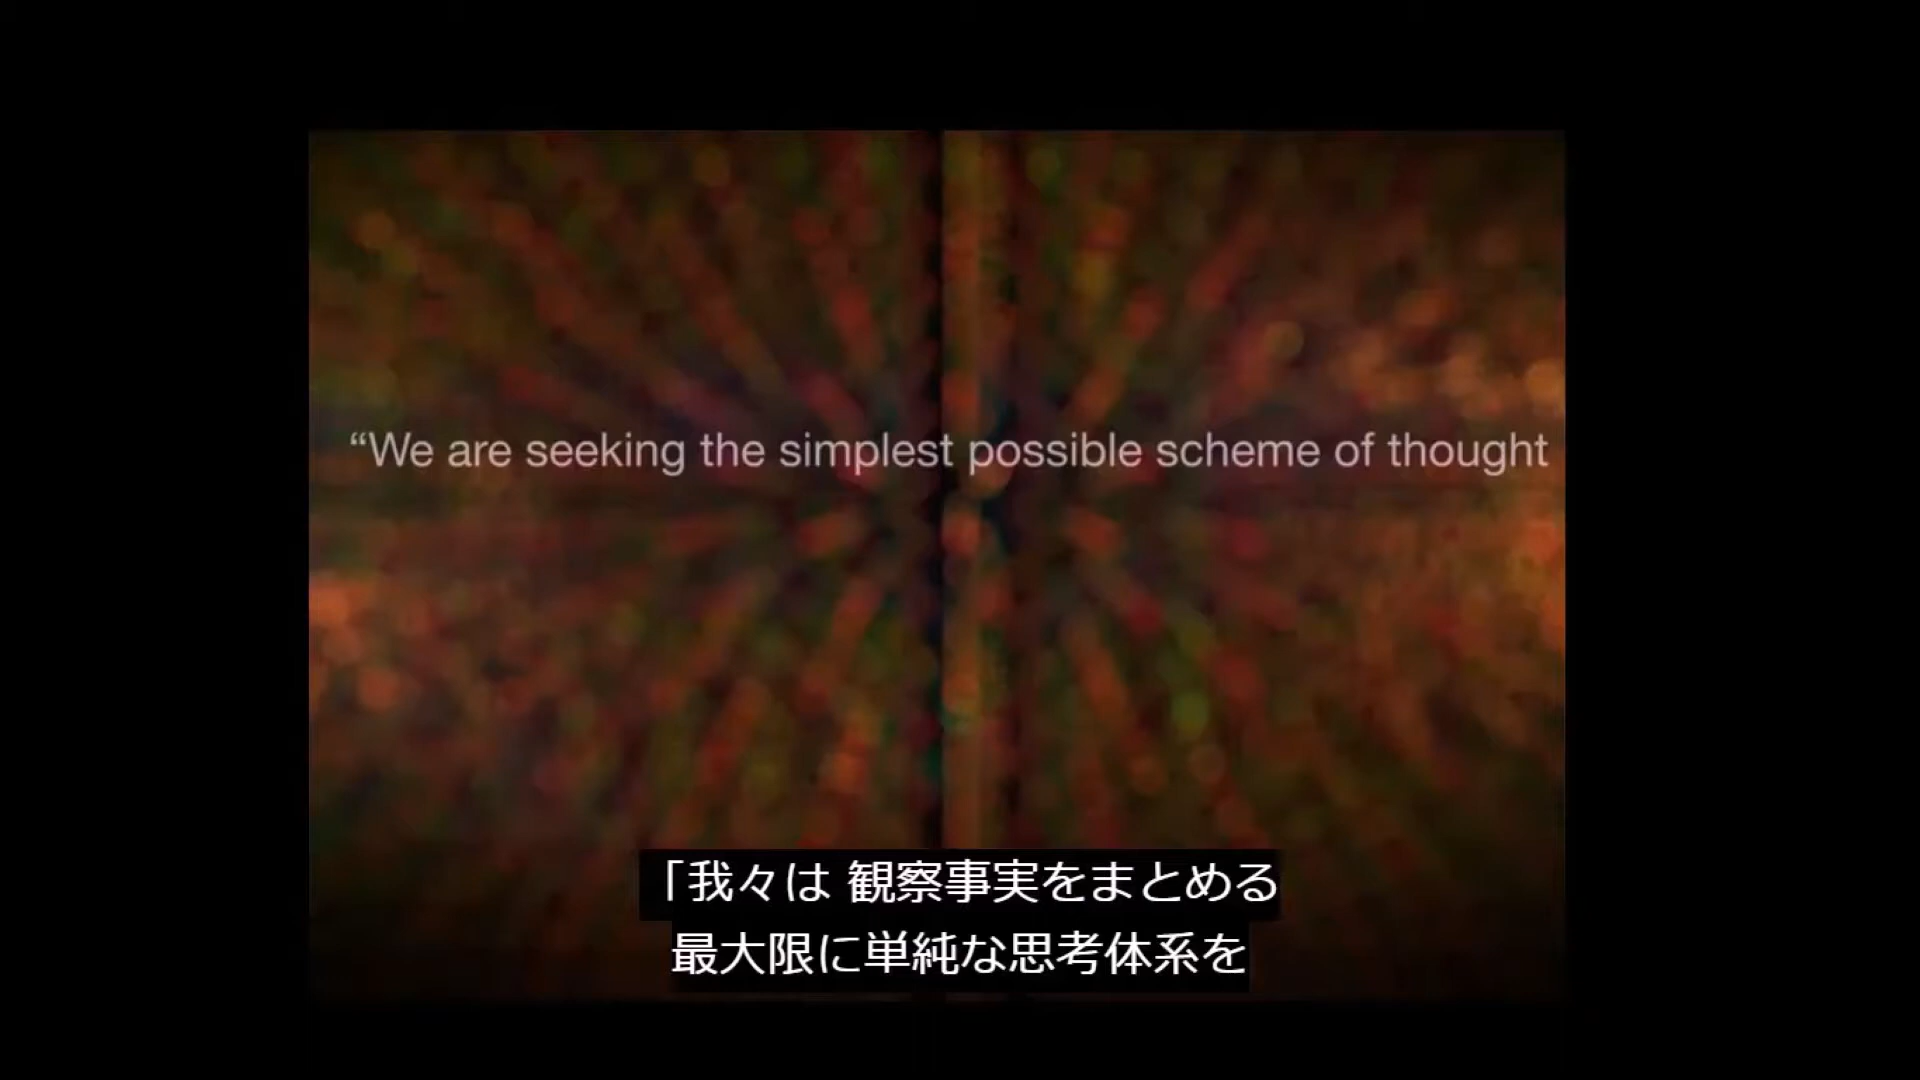 “We are seeking the simplest possible scheme of thought
「我々は 観察事実をまとめる
最大限に単純な思考体系を